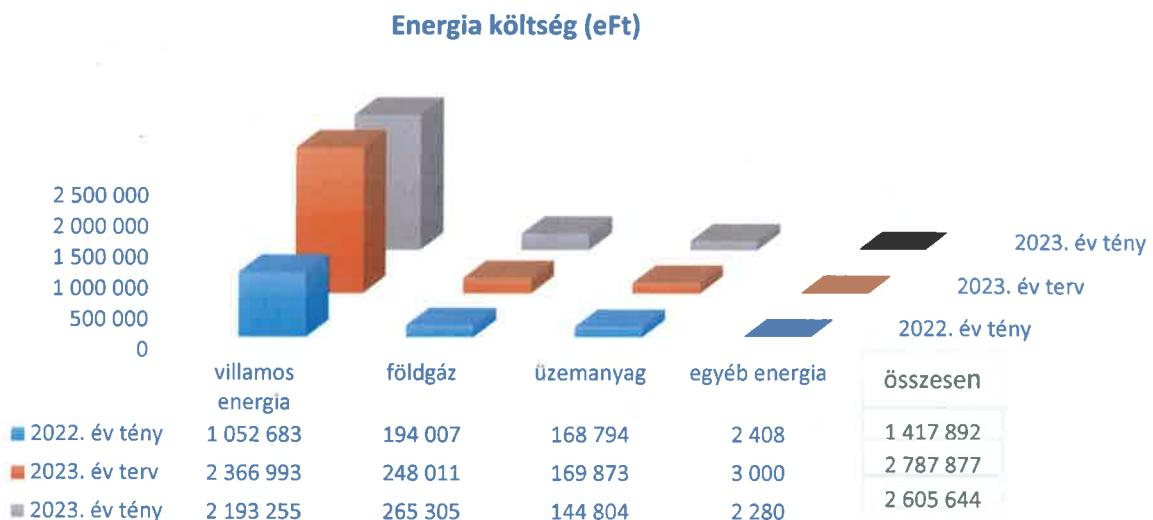 Energia költség (eFt)
2 500 000
2 000 000
1 500 000
1 000 000
500 000
0
2023. év tény
2023. év terv
2022. év tény
villamos energia földgáz üzemanyag egyéb energia összesen
2022. év tény 1 052 683 194 007 168 794 2 408 1 417 892
2023. év terv 2 366 993 248 011 169 873 3 000 2 787 877
2023. év tény 2 193 255 265 305 144 804 2 280 2 605 644